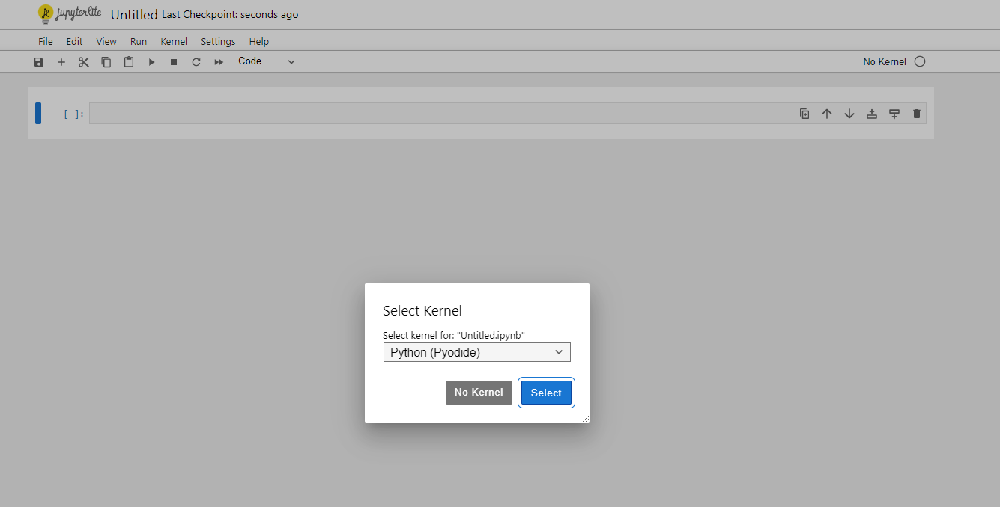 jupyterlite Untitled Last Checkpoint: seconds ago
File Edit View Run Kernel Settings Help
Code No Kernel
[ ]:
Select Kernel
Select kernel for: "Untitled.ipynb"
Python (Pyodide)
No Kernel Select